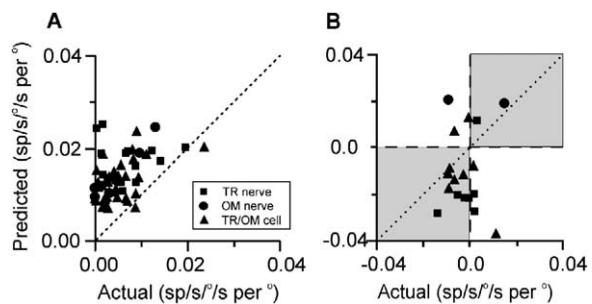 A
B
Predicted (sp/s/°/s per °)
0.04
0.02
0.00
0.00
0.02
0.04
Actual (sp/s/°/s per °)
TR nerve
OM nerve
TR/OM cell
0.04
0.0
-0.04
-0.04
0.0
0.04
Actual (sp/s/°/s per °)